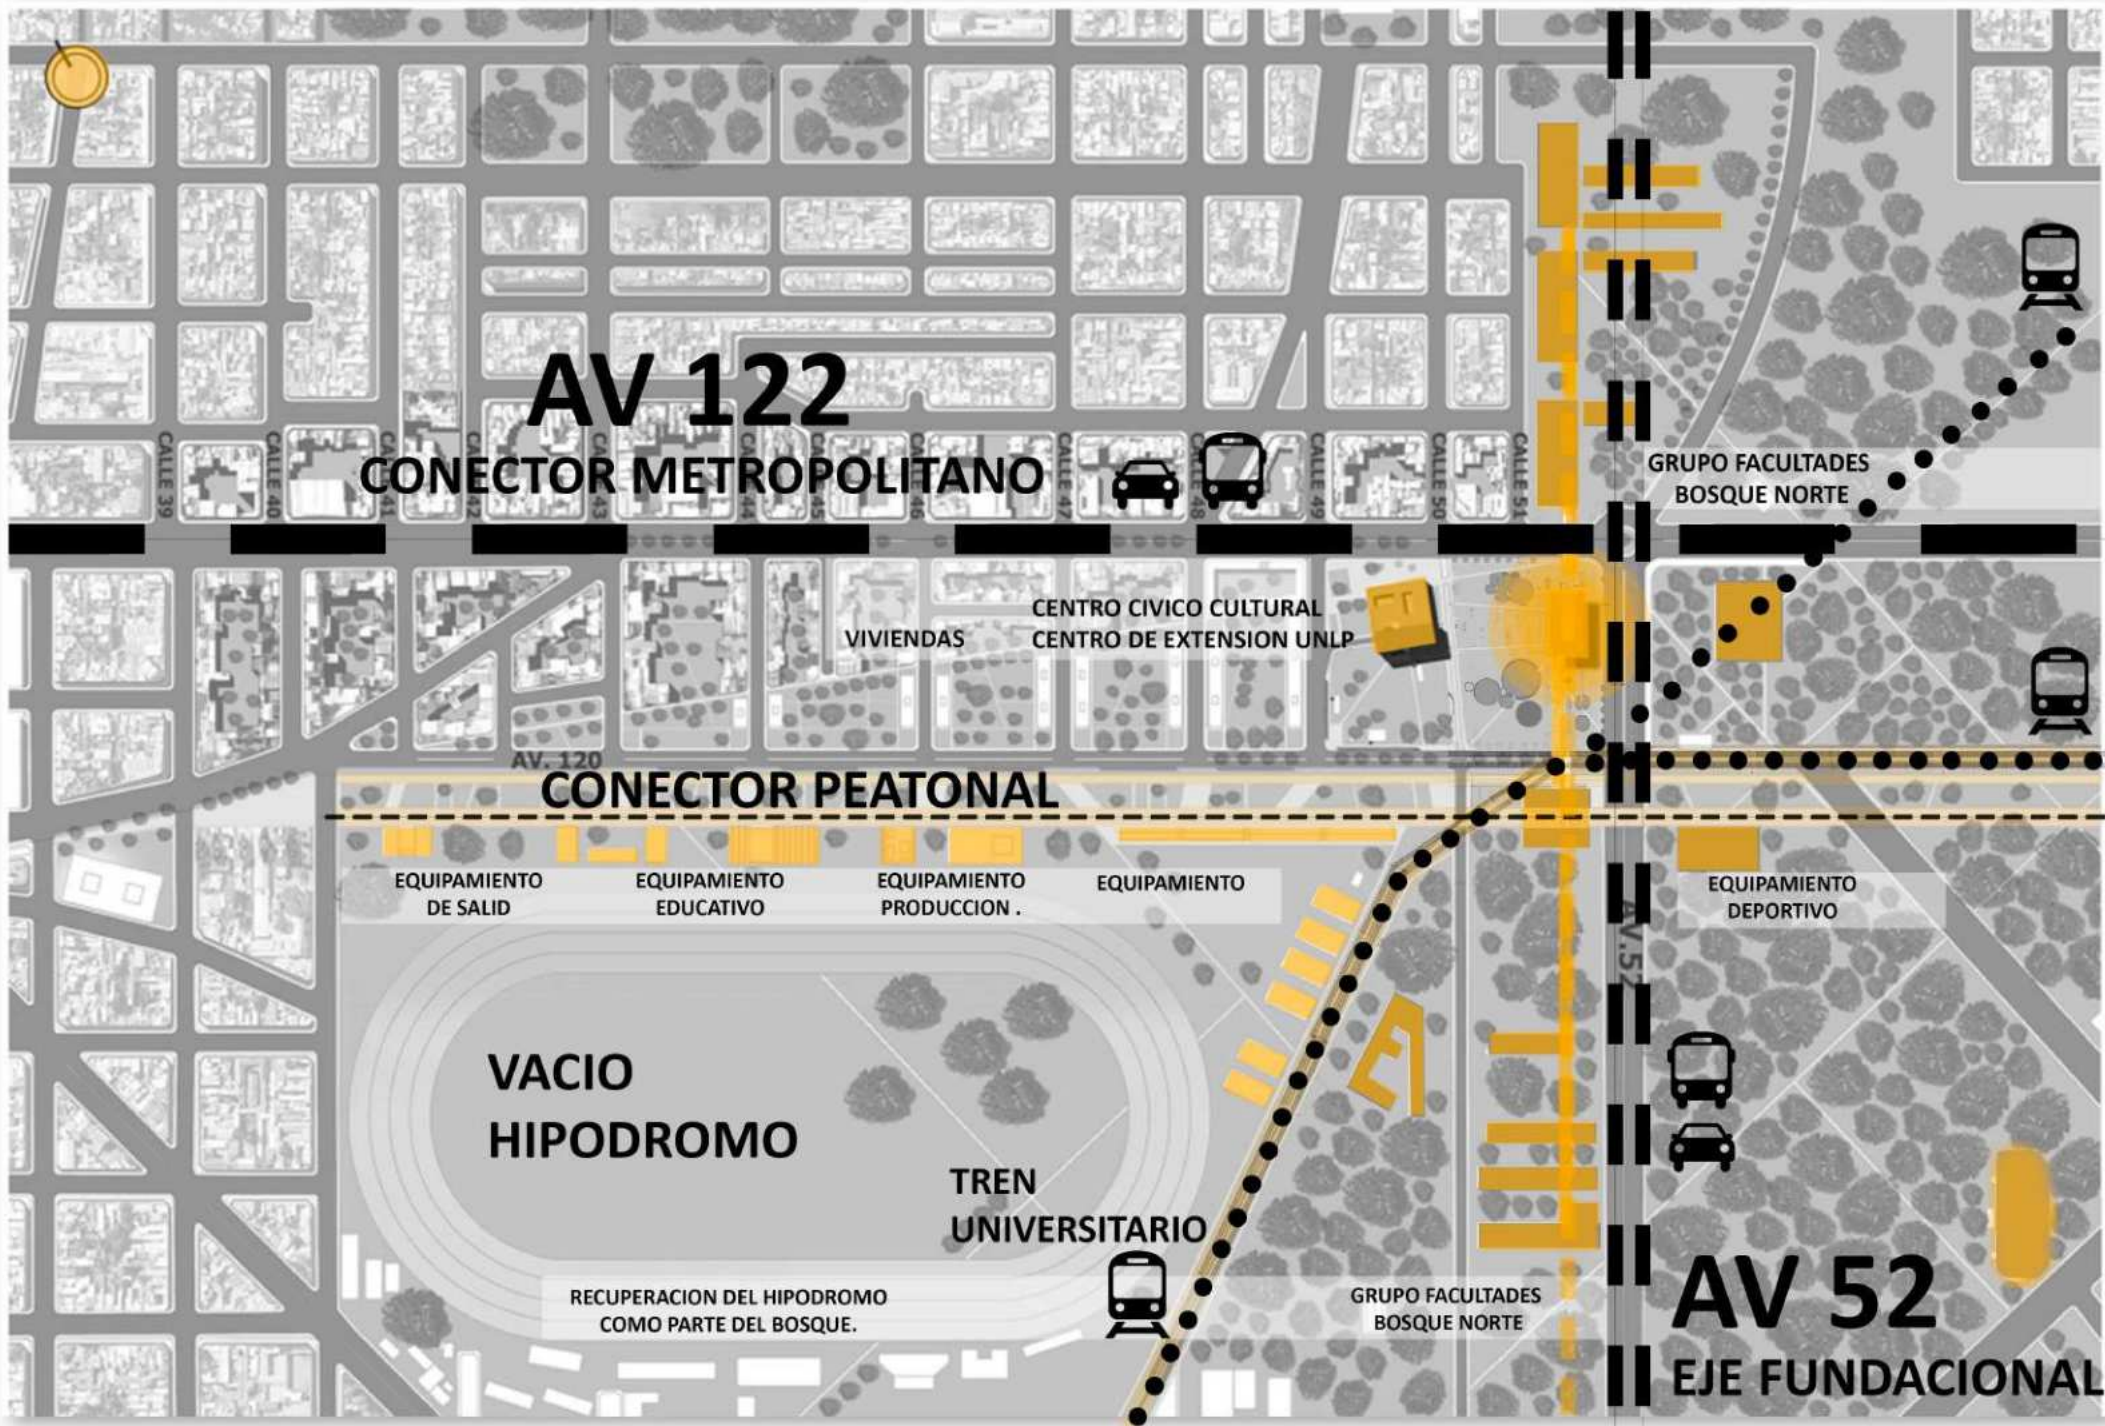 AV 122
CONECTOR METROPOLITANO
CALLE 39
CALLE 40
CALLE 41
CALLE 42
CALLE 43
CALLE 44
CALLE 45
CALLE 46
CALLE 47
CALLE 48
CALLE 49
CALLE 50
CALLE 51
GRUPO FACULTADES
BOSQUE NORTE
VIVIENDAS
CENTRO CIVICO CULTURAL
CENTRO DE EXTENSION UNLP
AV. 120
CONECTOR PEATONAL
EQUIPAMIENTO
DE SALID
EQUIPAMIENTO
EDUCATIVO
EQUIPAMIENTO
PRODUCCION .
EQUIPAMIENTO
EQUIPAMIENTO
DEPORTIVO
AV.52
VACIO
HIPODROMO
TREN
UNIVERSITARIO
RECUPERACION DEL HIPODROMO
COMO PARTE DEL BOSQUE.
GRUPO FACULTADES
BOSQUE NORTE
AV 52
EJE FUNDACIONAL